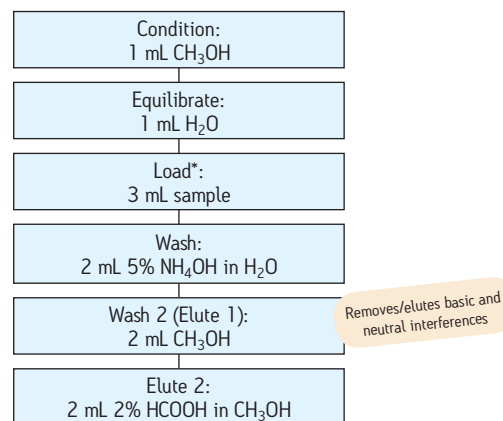 Condition:
1 mL CH₃OH
Equilibrate:
1 mL H₂O
Load*:
3 mL sample
Wash:
2 mL 5% NH₄OH in H₂O
Wash 2 (Elute 1):
2 mL CH₃OH
Removes/elutes basic and
neutral interferences
Elute 2:
2 mL 2% HCOOH in CH₃OH